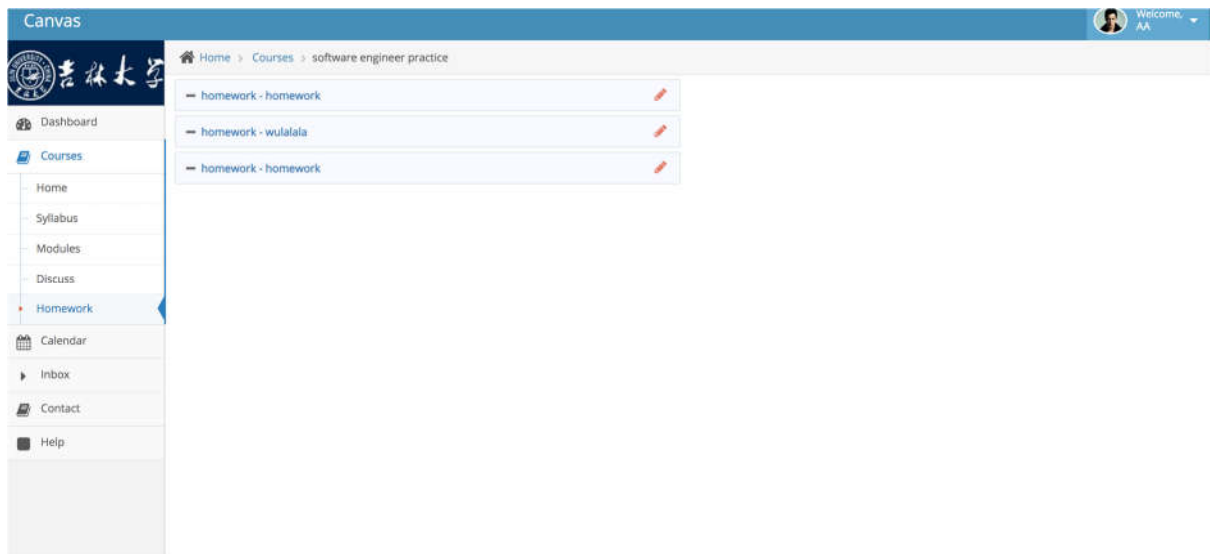 Canvas
Welcome,
AA
吉林大学
Home > Courses > software engineer practice
homework - homework
homework - wulalala
homework - homework
Dashboard
Courses
Home
Syllabus
Modules
Discuss
Homework
Calendar
Inbox
Contact
Help